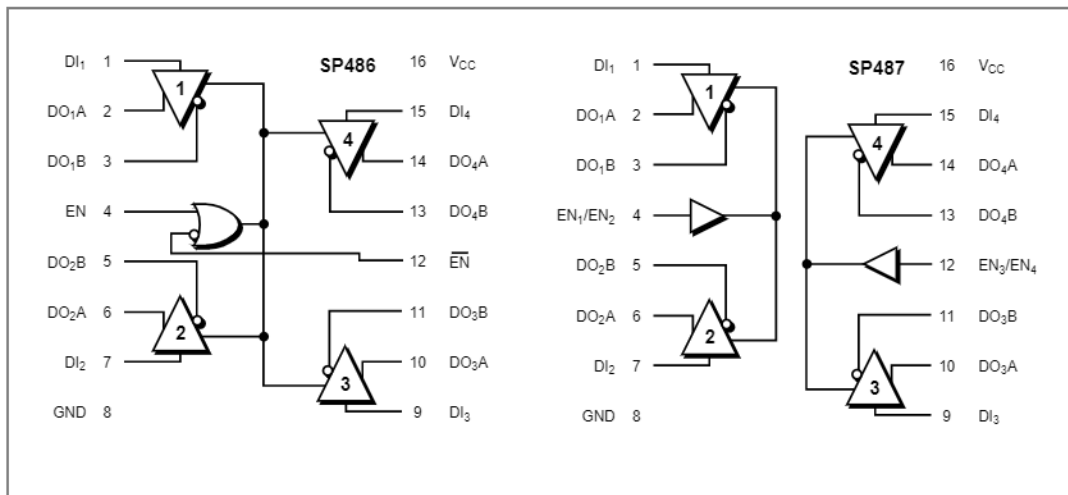 SP486
DI1 1
DO1A 2
DO1B 3
EN 4
DO2B 5
DO2A 6
DI2 7
GND 8
16 VCC
15 DI4
14 DO4A
13 DO4B
12 E̅N̅
11 DO3B
10 DO3A
9 DI3
1
2
3
4
SP487
DI1 1
DO1A 2
DO1B 3
EN1/EN2 4
DO2B 5
DO2A 6
DI2 7
GND 8
16 VCC
15 DI4
14 DO4A
13 DO4B
12 EN3/EN4
11 DO3B
10 DO3A
9 DI3
1
2
3
4